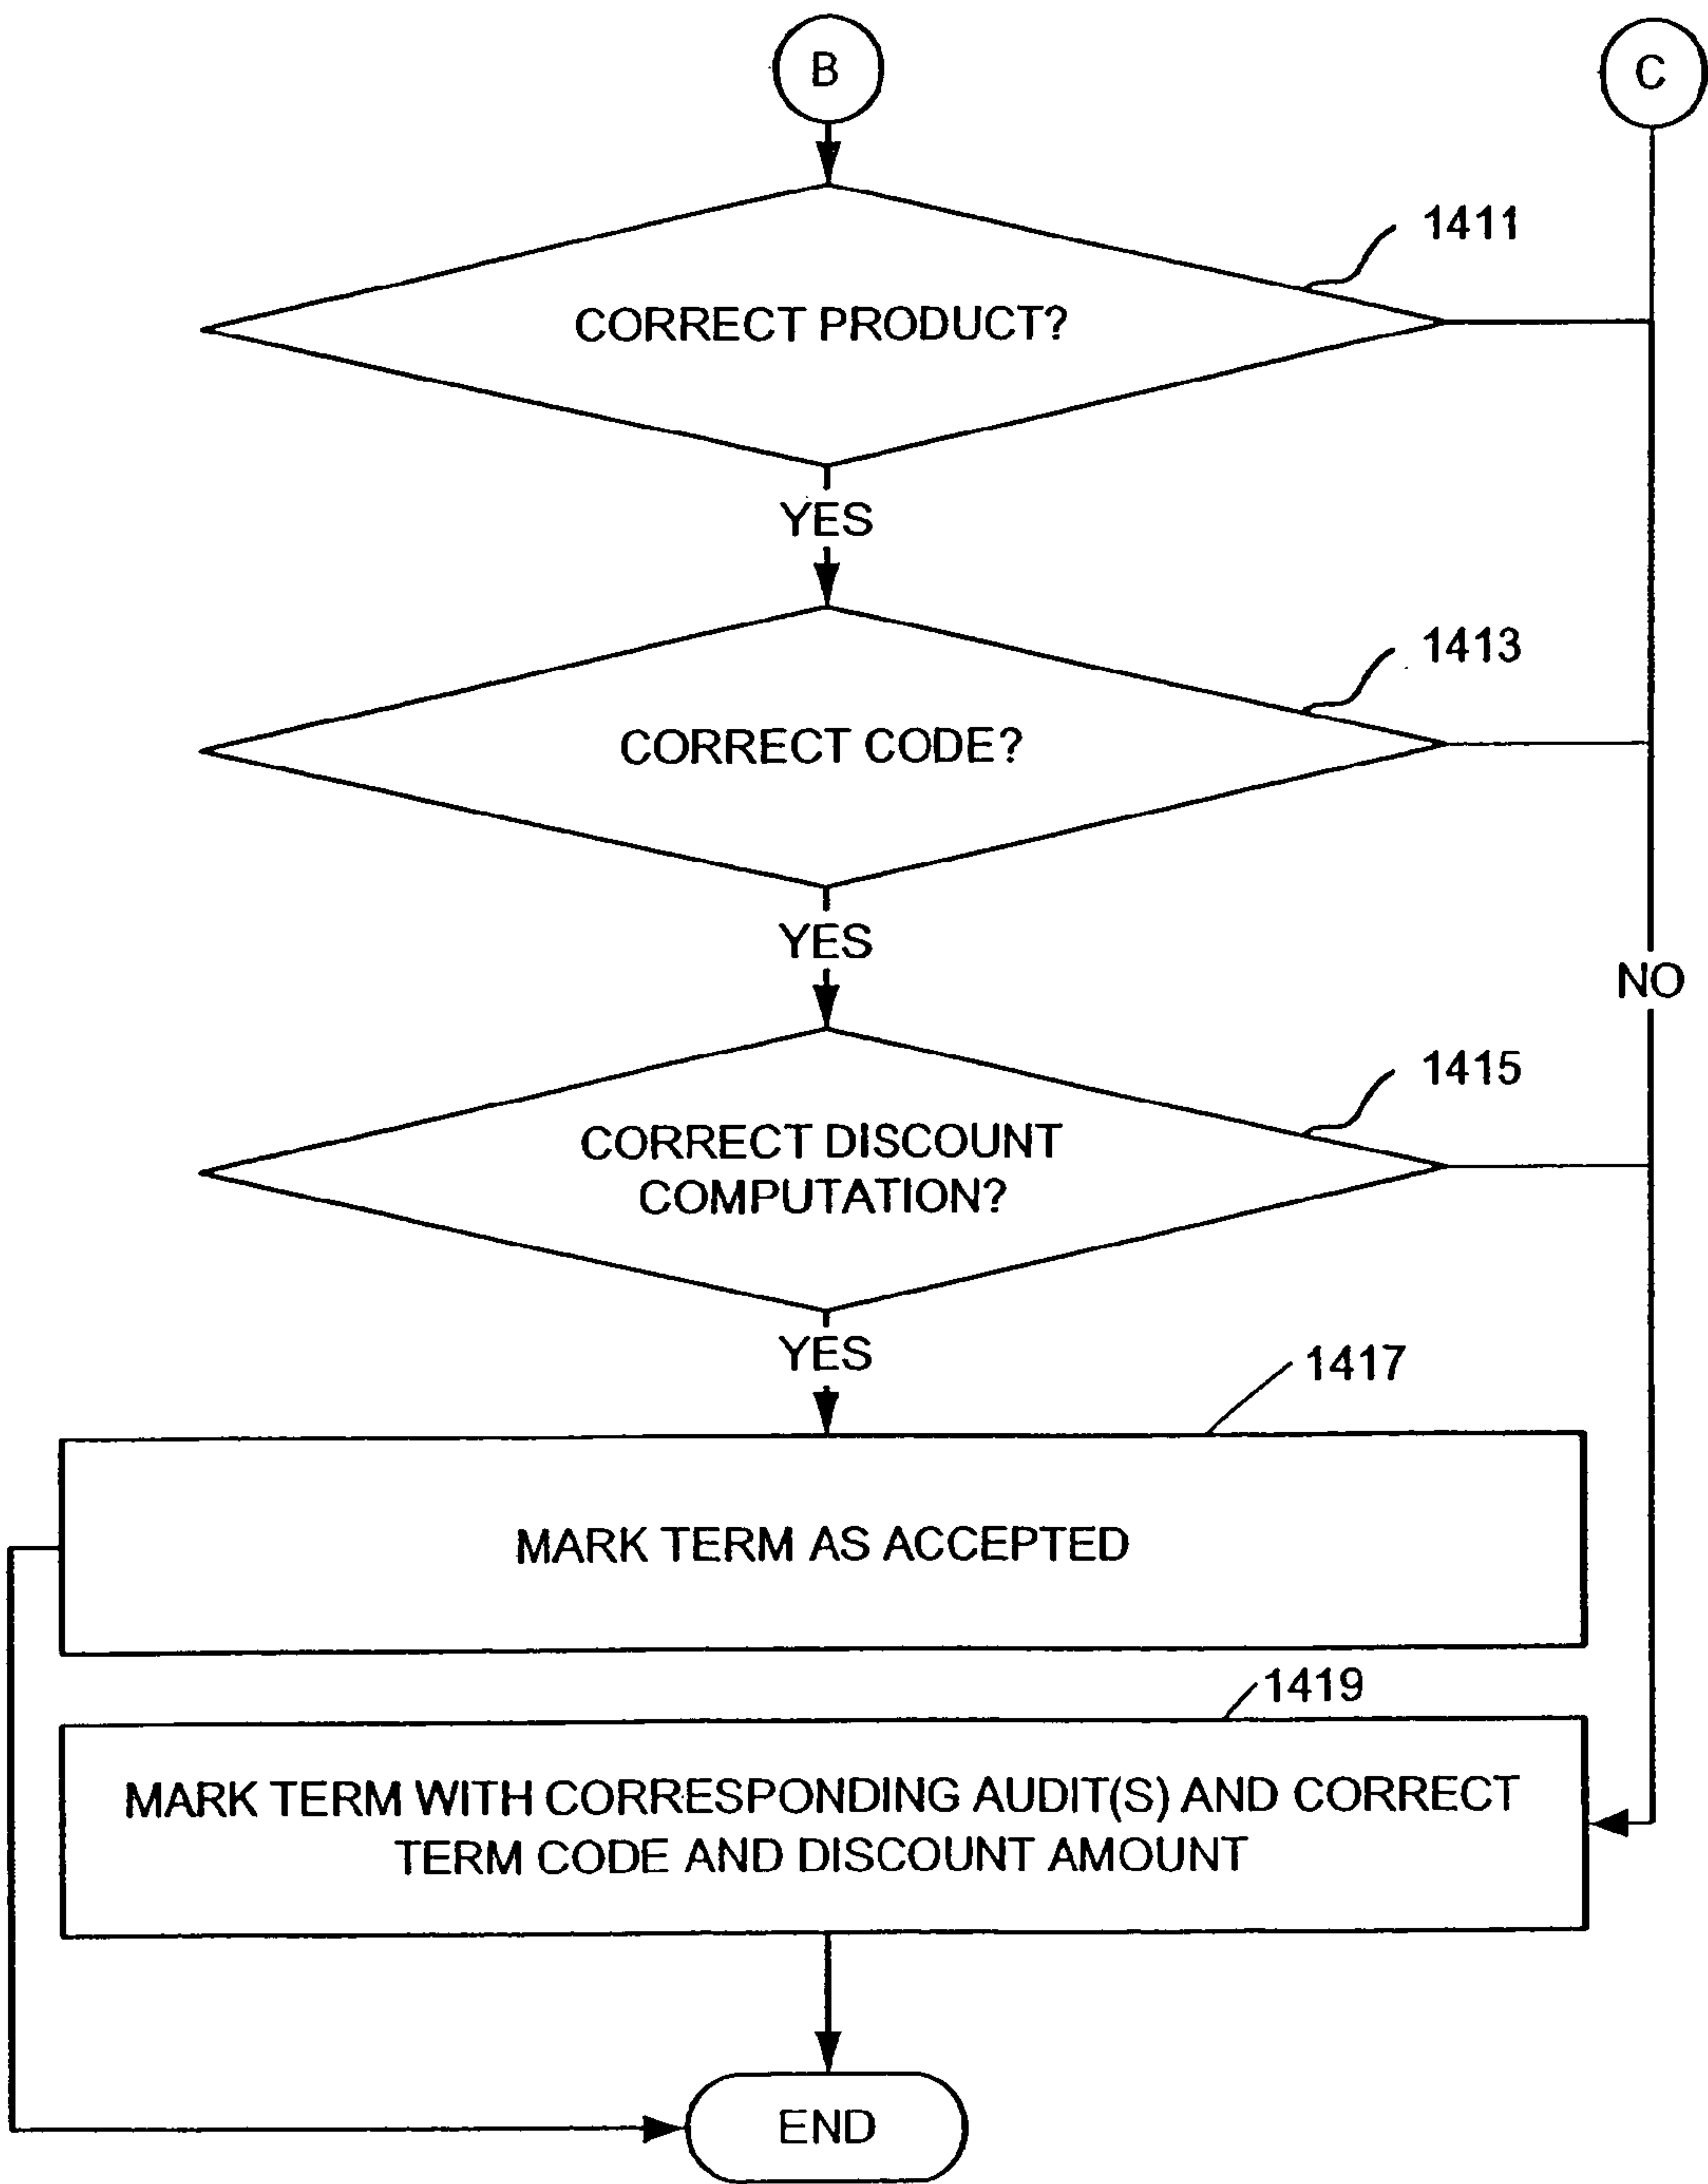 B
C
1411
CORRECT PRODUCT?
YES
1413
CORRECT CODE?
YES
NO
1415
CORRECT DISCOUNT
COMPUTATION?
YES
1417
MARK TERM AS ACCEPTED
1419
MARK TERM WITH CORRESPONDING AUDIT(S) AND CORRECT
TERM CODE AND DISCOUNT AMOUNT
END